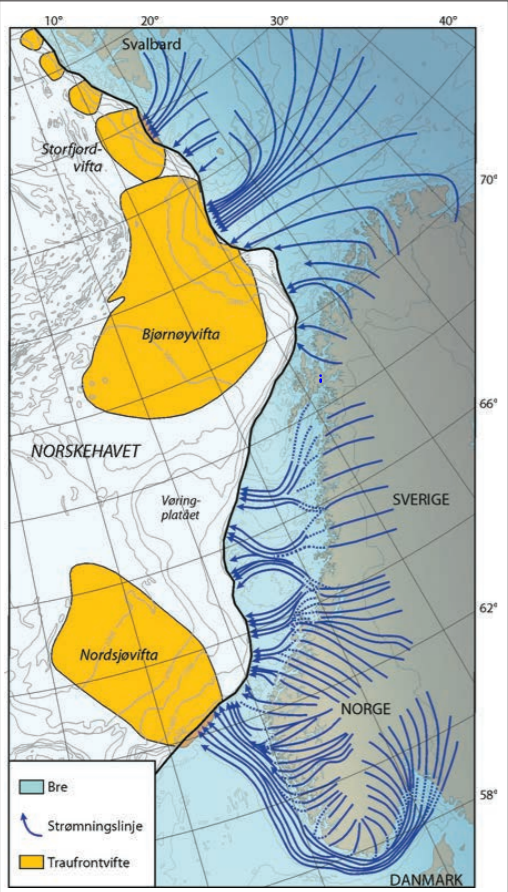 10°
20°
30°
40°
Svalbard
Storfjord-
vifta
70°
Bjørnøyvifta
66°
NORSKEHAVET
Vøring-
platået
SVERIGE
62°
Nordsjøvifta
NORGE
58°
Bre
Strømningslinje
Traufrontvifte
DANMARK